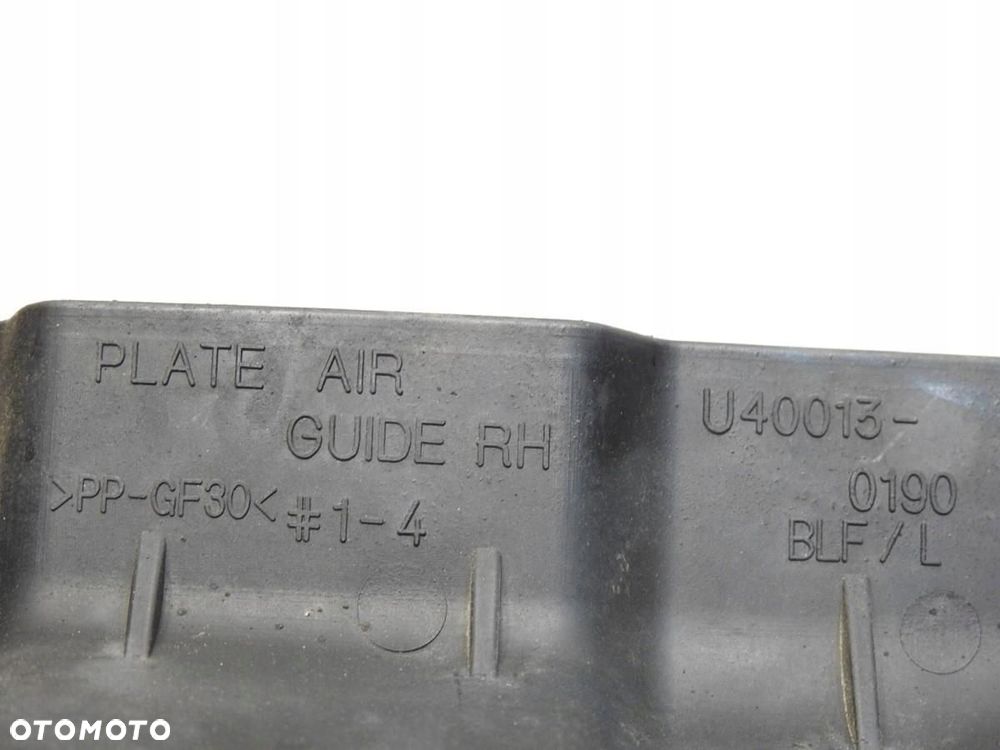 PLATE AIR
GUIDE RH
>PP-GF30< #1-4
U40013-
0190
BLF/L
OTOMOTO